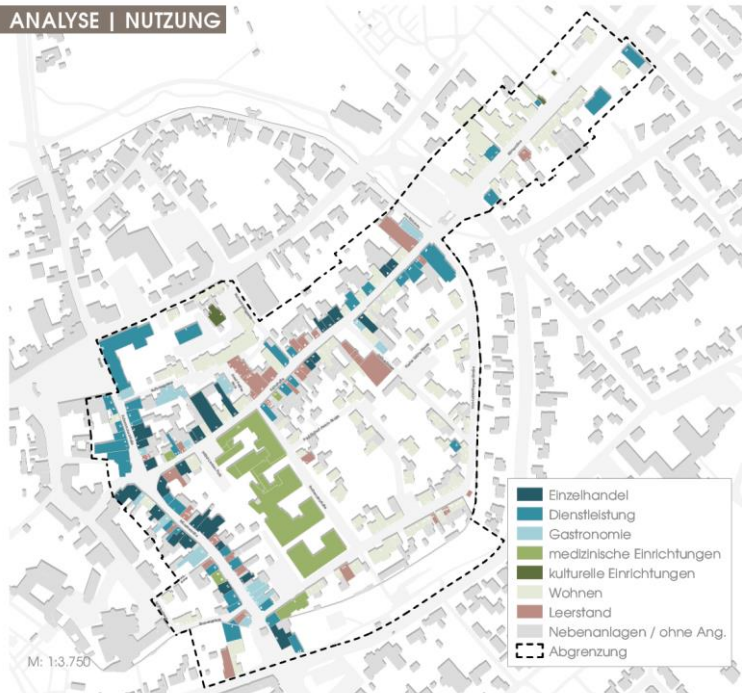 ANALYSE | NUTZUNG
Einzelhandel
Dienstleistung
Gastronomie
medizinische Einrichtungen
kulturelle Einrichtungen
Wohnen
Leerstand
Nebenanlagen / ohne Ang.
Abgrenzung
M: 1:3.750